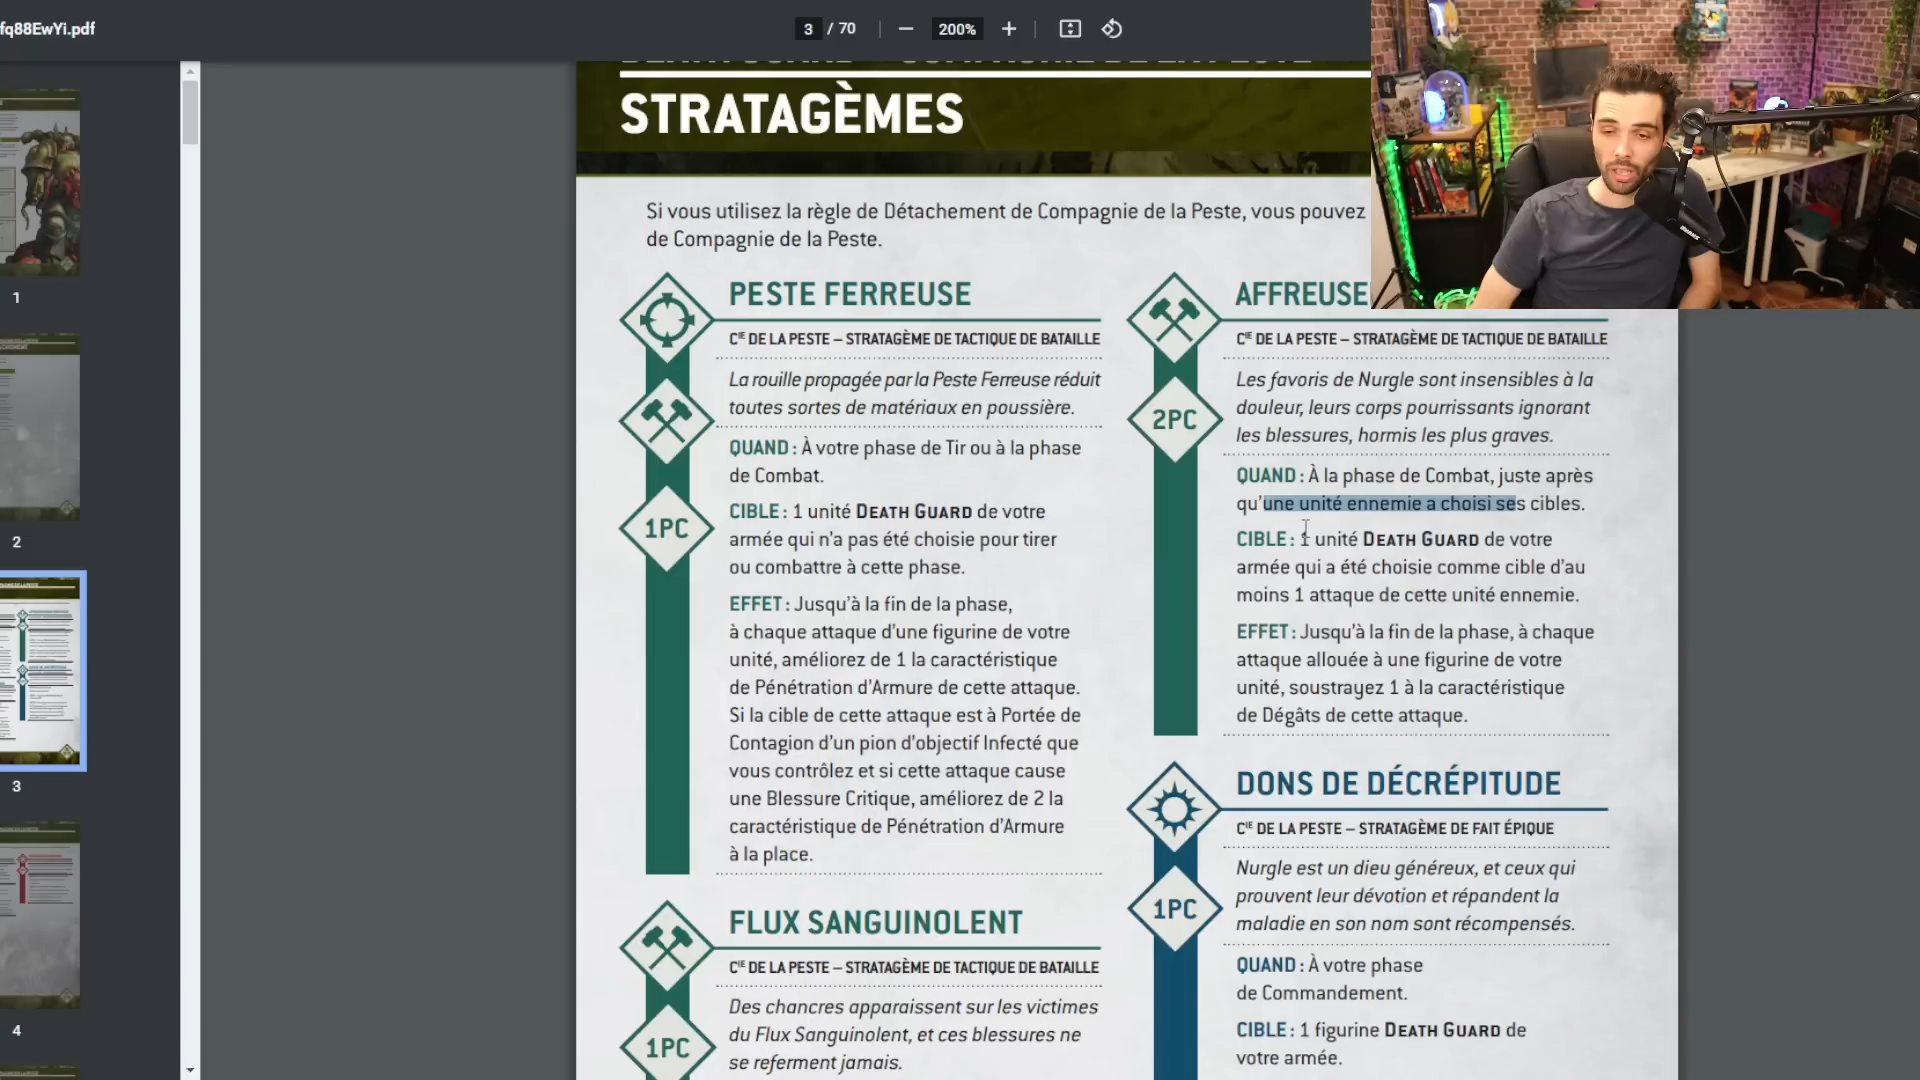 fq88EwYi.pdf
3 / 70
200%
1
2
3
4
STRATAGÈMES
Si vous utilisez la règle de Détachement de Compagnie de la Peste, vous pouvez
de Compagnie de la Peste.
PESTE FERREUSE
CIE DE LA PESTE – STRATAGÈME DE TACTIQUE DE BATAILLE
La rouille propagée par la Peste Ferreuse réduit
toutes sortes de matériaux en poussière.
QUAND : À votre phase de Tir ou à la phase
de Combat.
1PC
CIBLE : 1 unité DEATH GUARD de votre
armée qui n'a pas été choisie pour tirer
ou combattre à cette phase.
EFFET : Jusqu'à la fin de la phase,
à chaque attaque d'une figurine de votre
unité, améliorez de 1 la caractéristique
de Pénétration d'Armure de cette attaque.
Si la cible de cette attaque est à Portée de
Contagion d'un pion d'objectif Infecté que
vous contrôlez et si cette attaque cause
une Blessure Critique, améliorez de 2 la
caractéristique de Pénétration d'Armure
à la place.
FLUX SANGUINOLENT
CIE DE LA PESTE – STRATAGÈME DE TACTIQUE DE BATAILLE
Des chancres apparaissent sur les victimes
du Flux Sanguinolent, et ces blessures ne
se referment jamais.
1PC
AFFREUSE
CIE DE LA PESTE – STRATAGÈME DE TACTIQUE DE BATAILLE
Les favoris de Nurgle sont insensibles à la
douleur, leurs corps pourrissants ignorant
les blessures, hormis les plus graves.
2PC
QUAND : À la phase de Combat, juste après
qu'une unité ennemie a choisi ses cibles.
CIBLE : 1 unité DEATH GUARD de votre
armée qui a été choisie comme cible d'au
moins 1 attaque de cette unité ennemie.
EFFET : Jusqu'à la fin de la phase, à chaque
attaque allouée à une figurine de votre
unité, soustrayez 1 à la caractéristique
de Dégâts de cette attaque.
DONS DE DÉCRÉPITUDE
CIE DE LA PESTE – STRATAGÈME DE FAIT ÉPIQUE
Nurgle est un dieu généreux, et ceux qui
prouvent leur dévotion et répandent la
maladie en son nom sont récompensés.
1PC
QUAND : À votre phase
de Commandement.
CIBLE : 1 figurine DEATH GUARD de
votre armée.